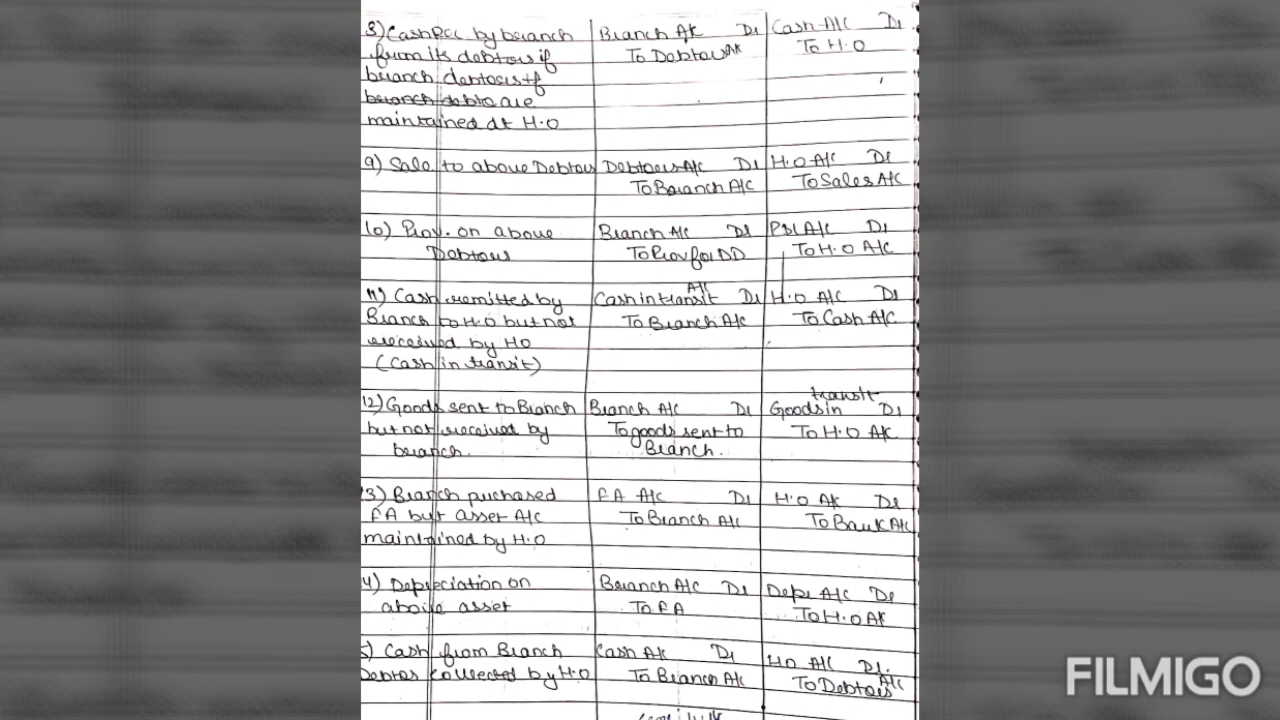 8) Cash Rec by branch Branch A/c Dr Cash A/C Dr
from its debtors if To Debtors A/c To H.O
branch debtors if
branch debts are
maintained at H.O
9) Sale to above Debtors Debtors A/c Dr H.O A/c Dr
To Branch A/c To Sales A/c
10) Prov. on above Branch A/c Dr P&L A/c Dr
Debtors To Prov for DD To H.O A/c
11) Cash remitted by Cash in transit A/c Dr H.O A/c Dr
Branch to H.O but not To Branch A/c To Cash A/c
received by HO
(Cash in transit)
12) Goods sent to Branch Branch A/c Dr Goods in transit Dr
but not received by To goods sent to To H.O A/c
branch. Branch.
13) Branch purchased FA A/c Dr H.O A/c Dr
FA but asset A/c To Branch A/c To Bank A/c
maintained by H.O
4) Depreciation on Branch A/c Dr Depr A/c Dr
above asset To FA To H.O A/c
5) Cash from Branch Cash A/c Dr HO A/c Dr.
Debtors collected by H.O To Branch A/c To Debtors A/c
FILMIGO